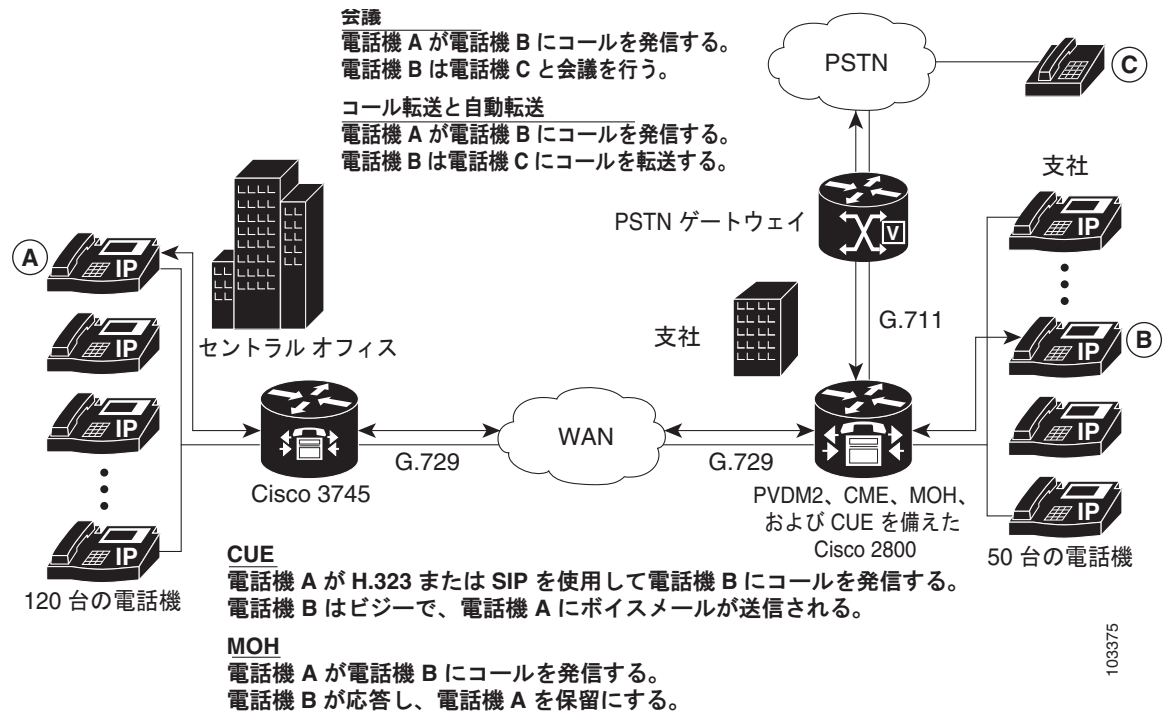 会議
電話機 A が電話機 B にコールを発信する。
電話機 B は電話機 C と会議を行う。
コール転送と自動転送
電話機 A が電話機 B にコールを発信する。
電話機 B は電話機 C にコールを転送する。
PSTN
C
支社
PSTN ゲートウェイ
V
IP
A
IP
IP
IP
IP
セントラル オフィス
支社
G.711
IP
B
IP
IP
WAN
G.729
G.729
Cisco 3745
PVDM2、CME、MOH、
および CUE を備えた
Cisco 2800
120 台の電話機
50 台の電話機
CUE
電話機 A が H.323 または SIP を使用して電話機 B にコールを発信する。
電話機 B はビジーで、電話機 A にボイスメールが送信される。
MOH
電話機 A が電話機 B にコールを発信する。
電話機 B が応答し、電話機 A を保留にする。
103375